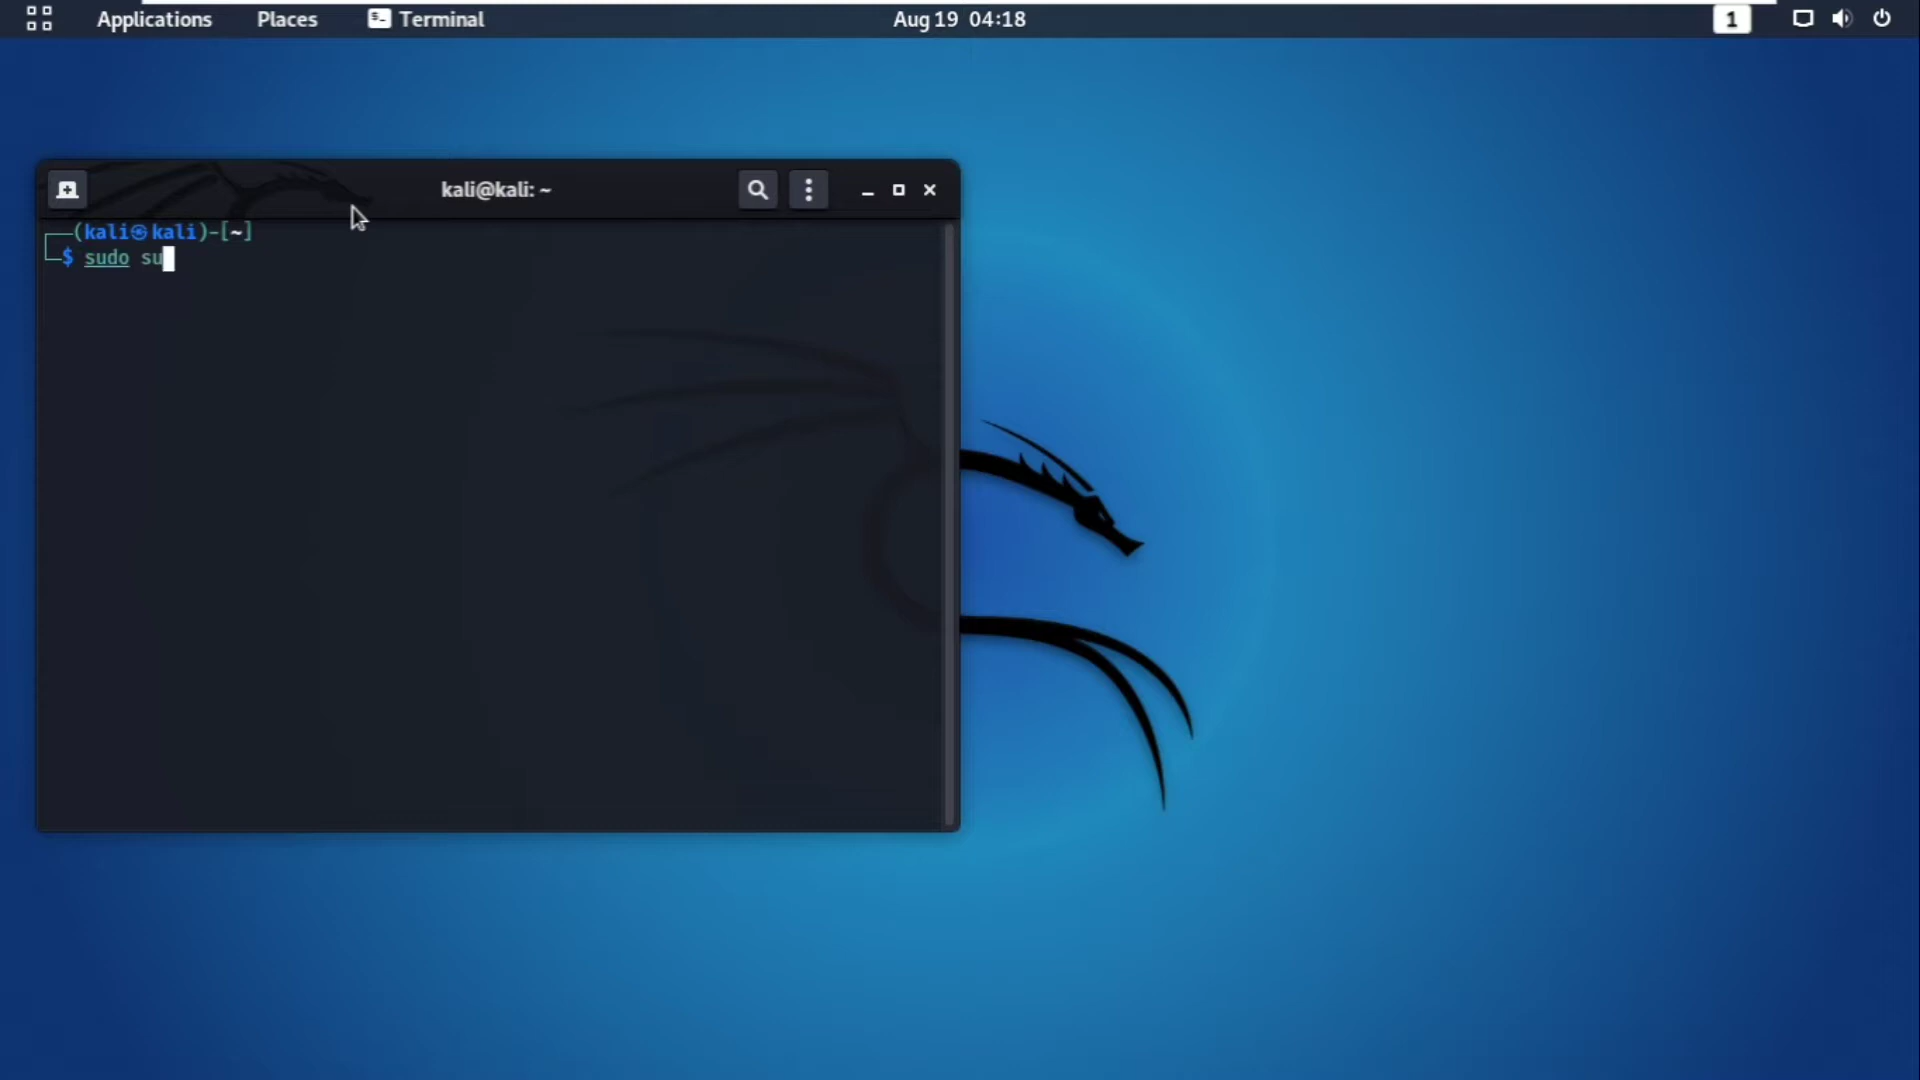 Applications Places Terminal Aug 19 04:18 1
kali@kali: ~
┌──(kali㉿kali)-[~]
└─$ sudo su